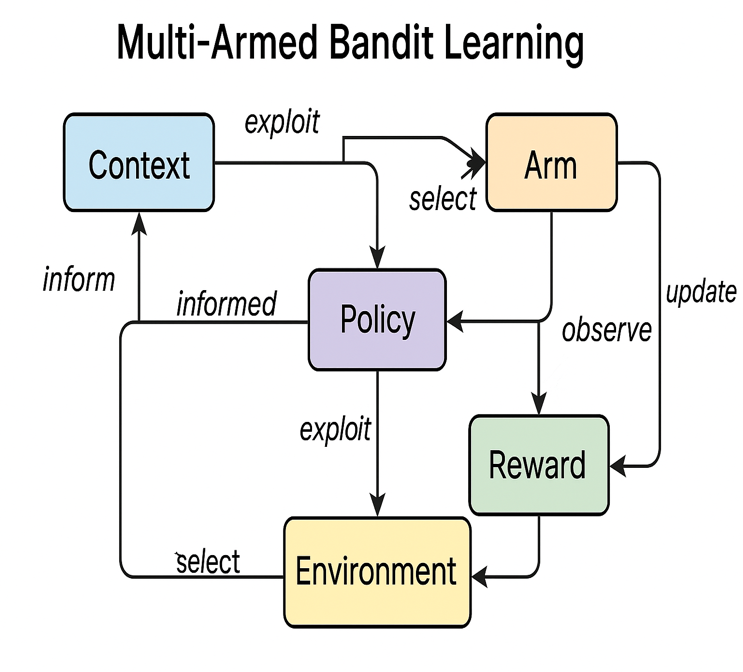 Multi-Armed Bandit Learning
exploit
Context
Arm
select
inform
informed
Policy
update
observe
exploit
Reward
select
Environment